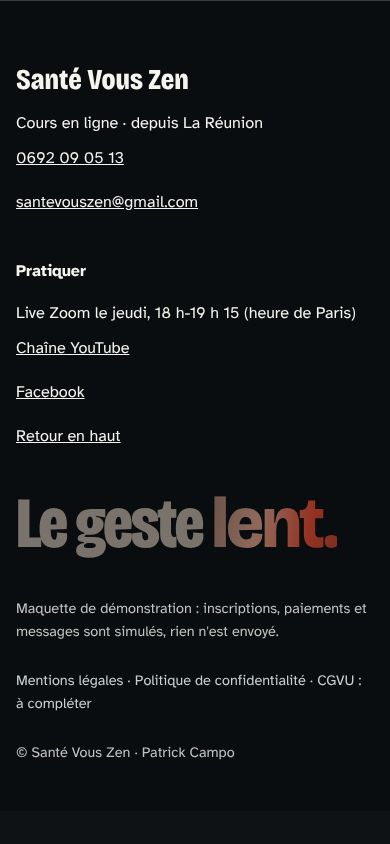 Santé Vous Zen
Cours en ligne · depuis La Réunion
0692 09 05 13
santevouszen@gmail.com
Pratiquer
Live Zoom le jeudi, 18 h-19 h 15 (heure de Paris)
Chaîne YouTube
Facebook
Retour en haut
Le geste lent.
Maquette de démonstration : inscriptions, paiements et
messages sont simulés, rien n'est envoyé.
Mentions légales · Politique de confidentialité · CGVU :
à compléter
© Santé Vous Zen · Patrick Campo